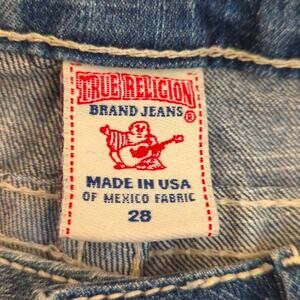 TRUE RELIGION
BRAND JEANS ®
MADE IN USA
OF MEXICO FABRIC
28